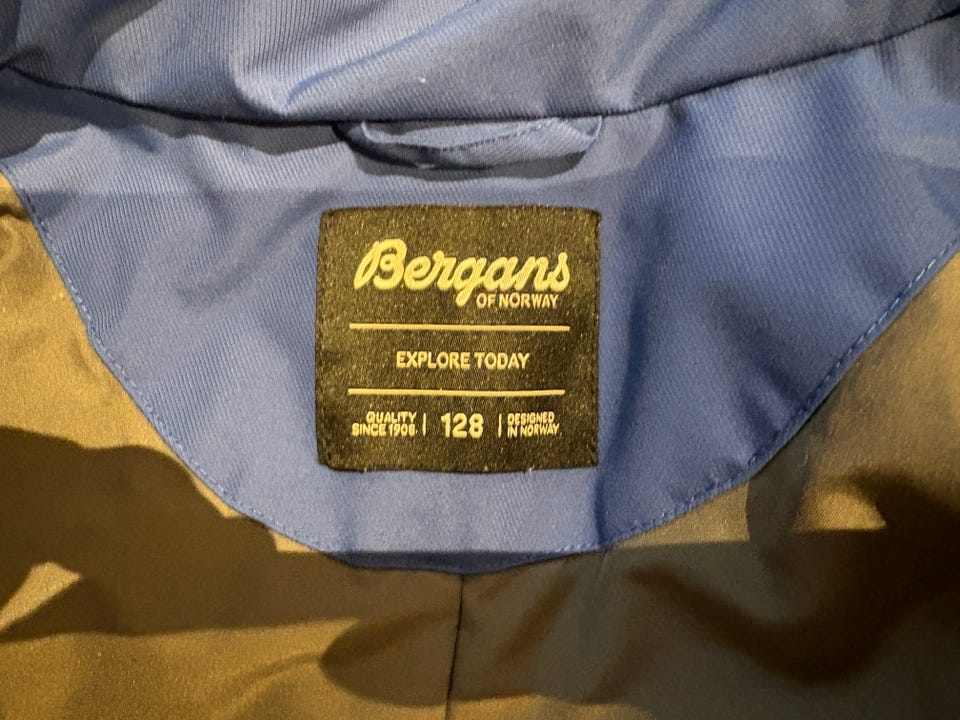 Bergans
OF NORWAY
EXPLORE TODAY
QUALITY
SINCE 1908
128
DESIGNED
IN NORWAY